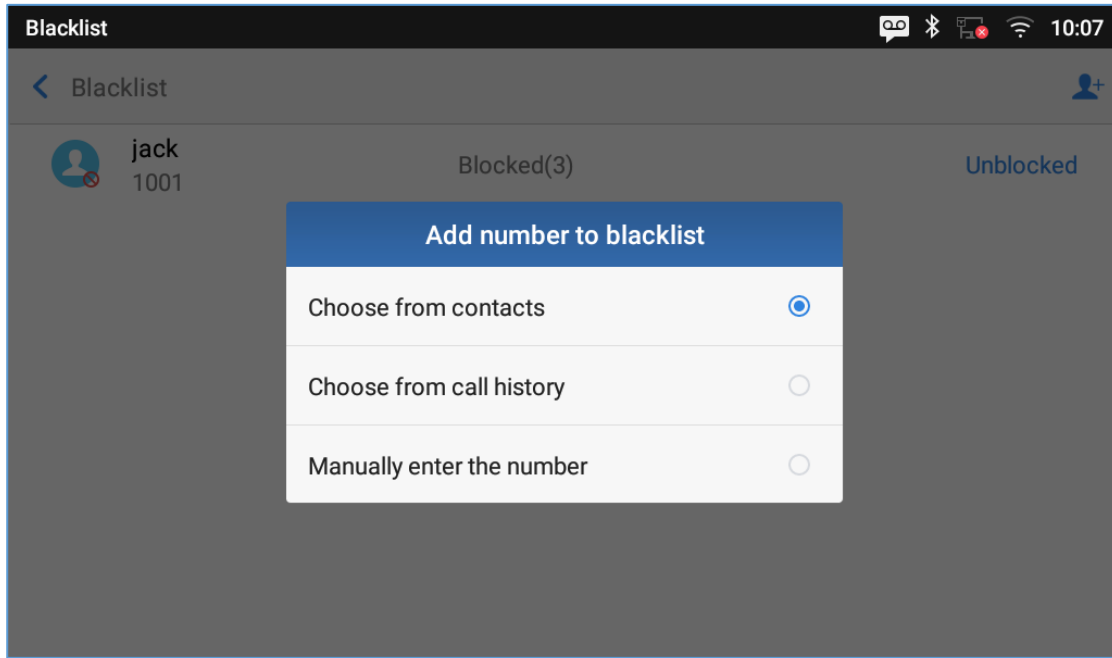 Blacklist 10:07
Blacklist
jack
1001 Blocked(3) Unblocked
Add number to blacklist
Choose from contacts
Choose from call history
Manually enter the number